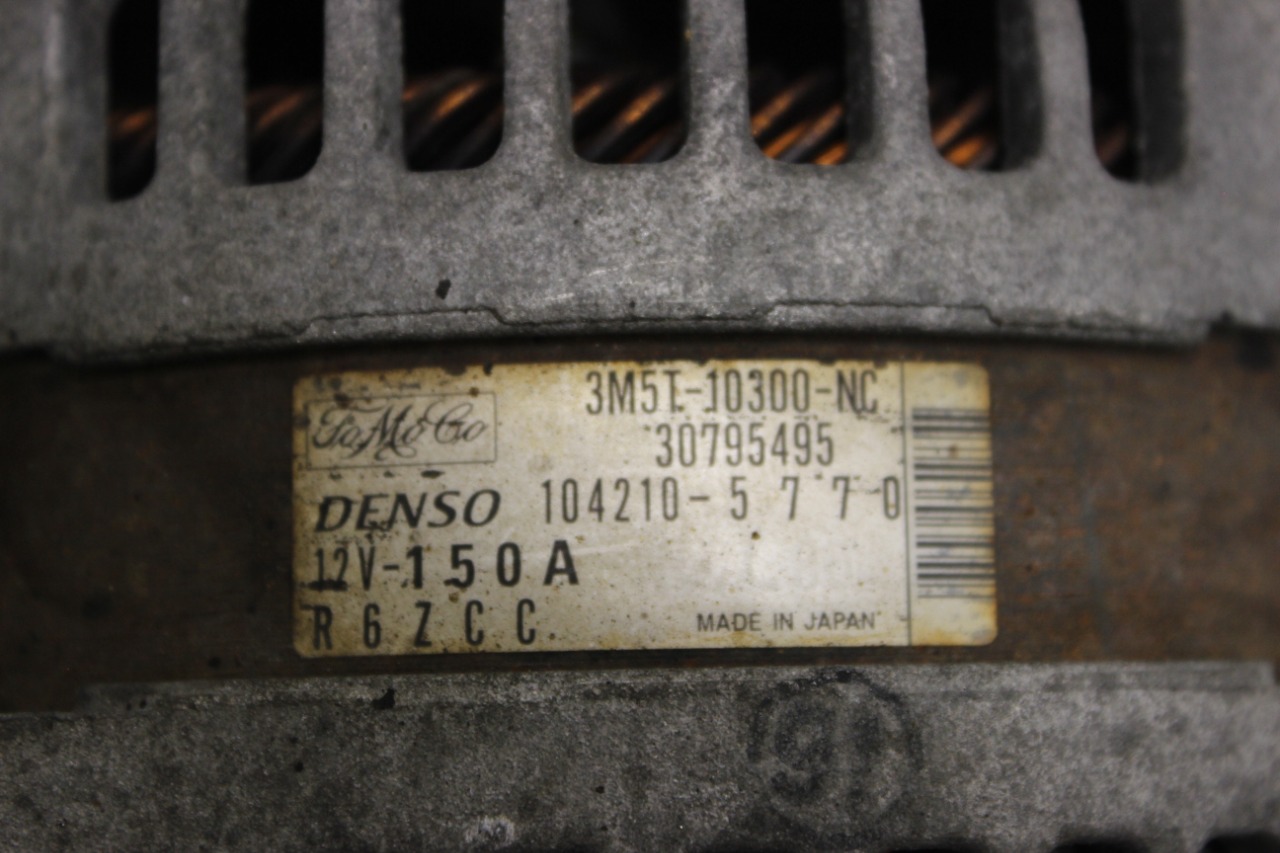 FoMoCo
3M5T-10300-NC
30795495
DENSO 104210-5770
12V-150A
R6ZCC
MADE IN JAPAN